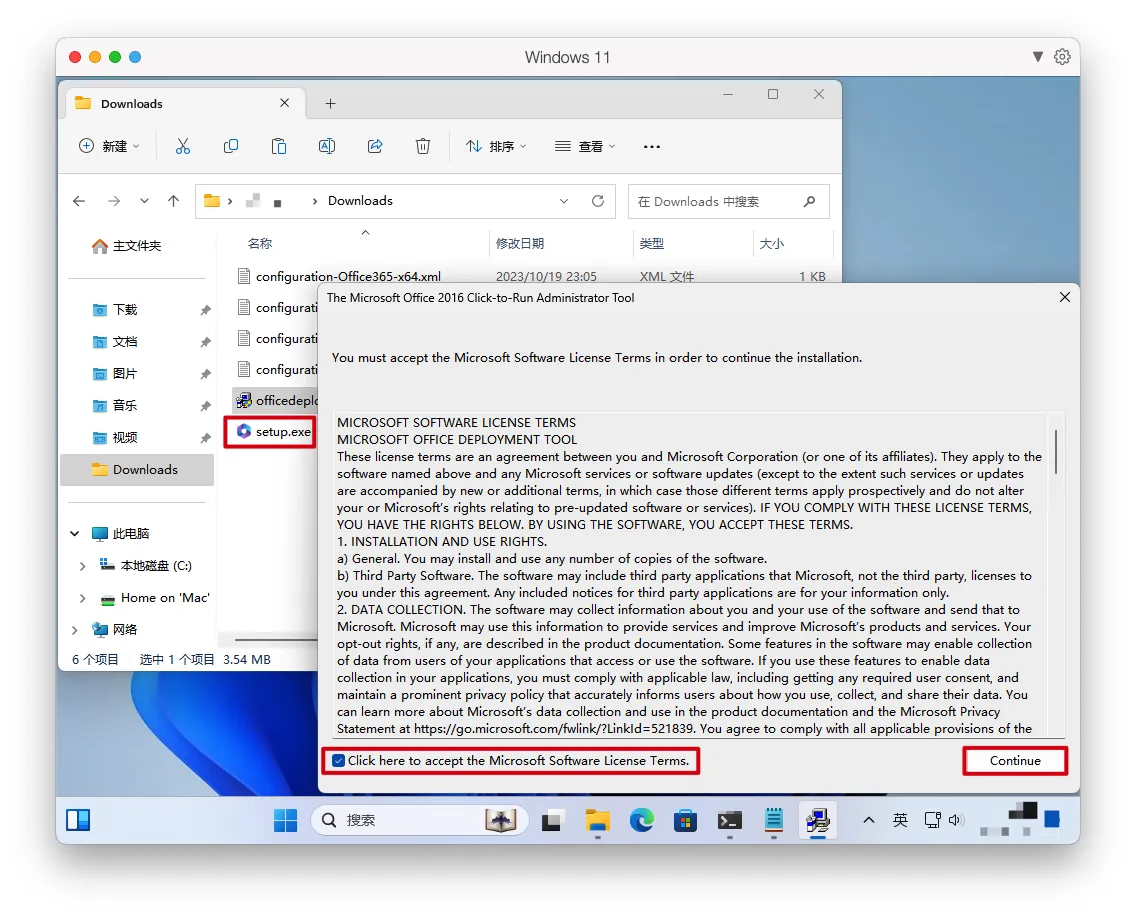 Windows 11
Downloads
新建
排序
查看
Downloads
在 Downloads 中搜索
主文件夹
下载
文档
图片
音乐
视频
Downloads
此电脑
本地磁盘 (C:)
Home on 'Mac'
网络
名称
修改日期
类型
大小
configuration-Office365-x64.xml
2023/10/19 23:05
XML 文件
1 KB
configurati
configurati
configurati
officedeplo
setup.exe
6 个项目
选中 1 个项目
3.54 MB
The Microsoft Office 2016 Click-to-Run Administrator Tool
You must accept the Microsoft Software License Terms in order to continue the installation.
MICROSOFT SOFTWARE LICENSE TERMS
MICROSOFT OFFICE DEPLOYMENT TOOL
These license terms are an agreement between you and Microsoft Corporation (or one of its affiliates). They apply to the
software named above and any Microsoft services or software updates (except to the extent such services or updates
are accompanied by new or additional terms, in which case those different terms apply prospectively and do not alter
your or Microsoft's rights relating to pre-updated software or services). IF YOU COMPLY WITH THESE LICENSE TERMS,
YOU HAVE THE RIGHTS BELOW. BY USING THE SOFTWARE, YOU ACCEPT THESE TERMS.
1. INSTALLATION AND USE RIGHTS.
a) General. You may install and use any number of copies of the software.
b) Third Party Software. The software may include third party applications that Microsoft, not the third party, licenses to
you under this agreement. Any included notices for third party applications are for your information only.
2. DATA COLLECTION. The software may collect information about you and your use of the software and send that to
Microsoft. Microsoft may use this information to provide services and improve Microsoft's products and services. Your
opt-out rights, if any, are described in the product documentation. Some features in the software may enable collection
of data from users of your applications that access or use the software. If you use these features to enable data
collection in your applications, you must comply with applicable law, including getting any required user consent, and
maintain a prominent privacy policy that accurately informs users about how you use, collect, and share their data. You
can learn more about Microsoft's data collection and use in the product documentation and the Microsoft Privacy
Statement at https://go.microsoft.com/fwlink/?LinkId=521839. You agree to comply with all applicable provisions of the
Click here to accept the Microsoft Software License Terms.
Continue
搜索
英